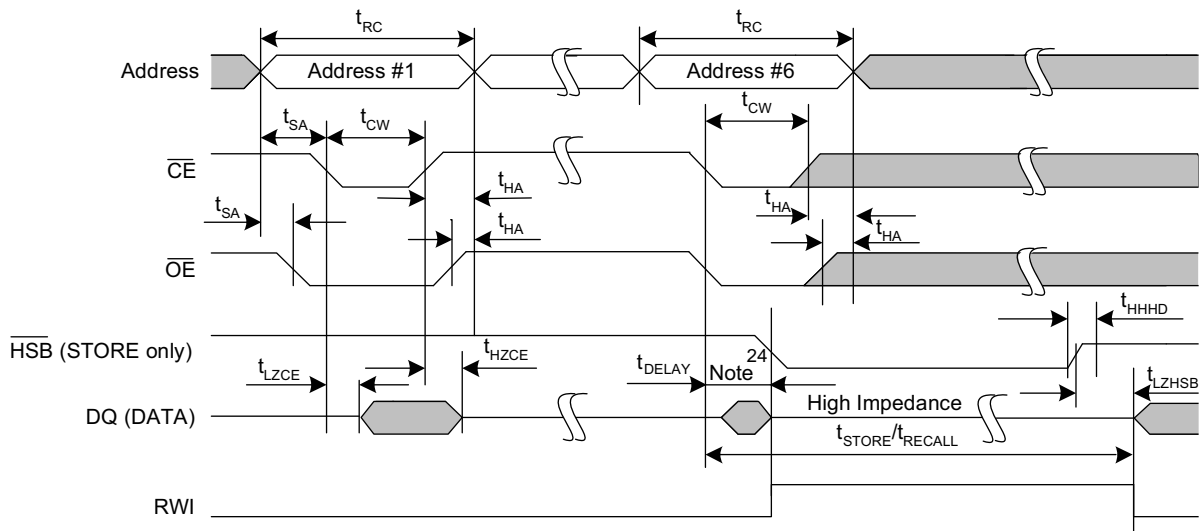 tRC
tRC
Address
Address #1
Address #6
tSA
tCW
tCW
CE
tHA
tSA
tHA
tHA
tHA
OE
tHHHD
HSB (STORE only)
tHZCE
24
tLZCE
tDELAY
Note
tLZHSB
DQ (DATA)
High Impedance
tSTORE/tRECALL
RWI